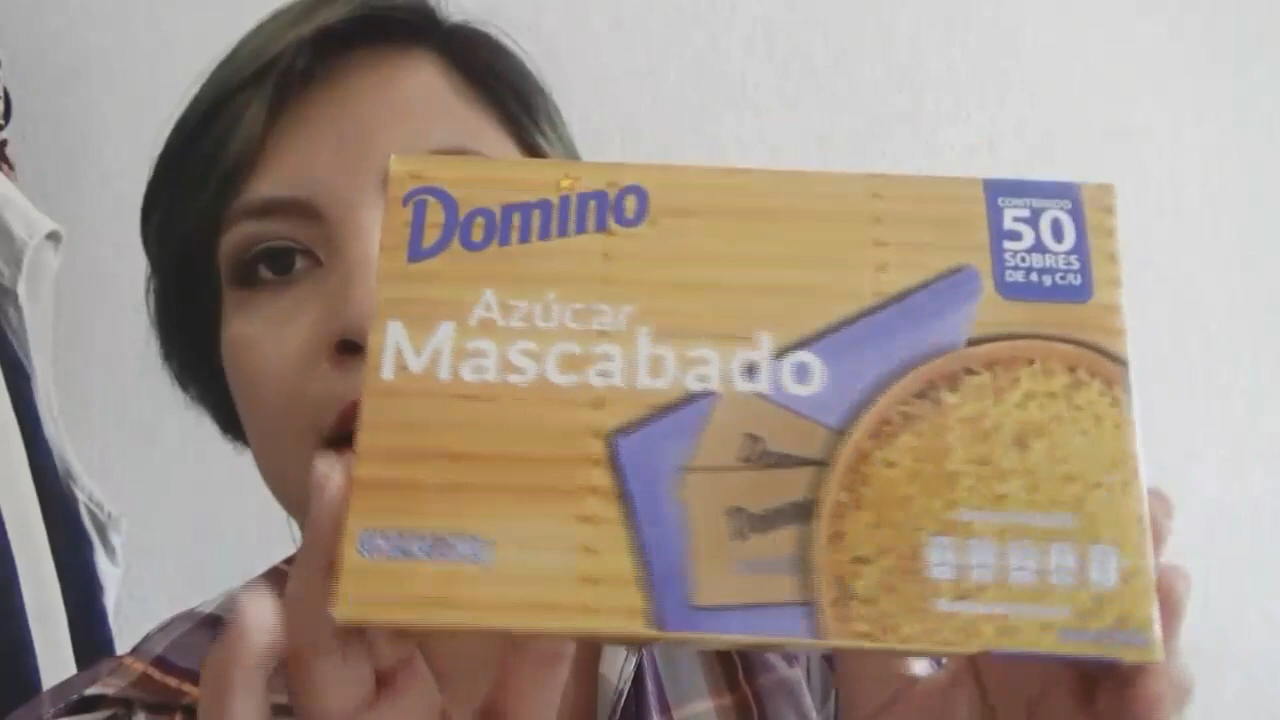 Domino
CONTENIDO
50
SOBRES
DE 4 g C/U
Azúcar
Mascabado